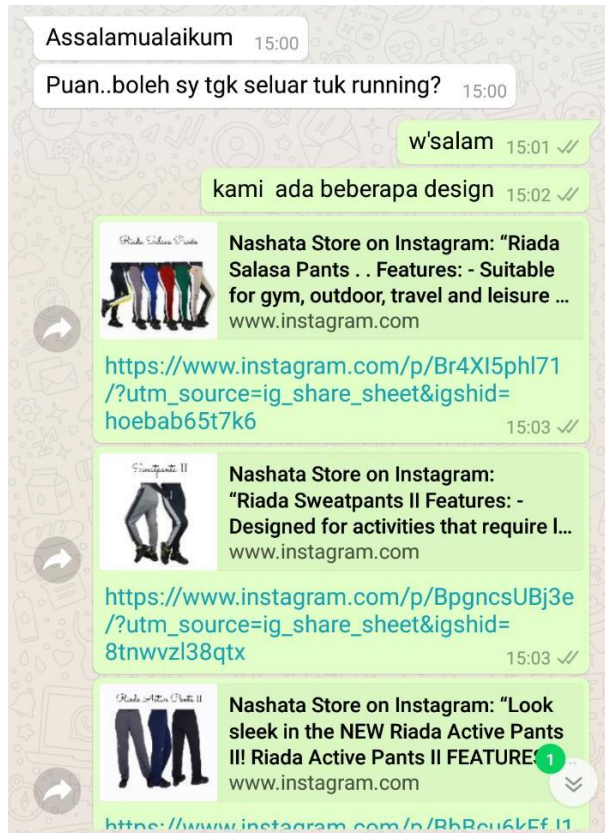 Assalamualaikum 15:00
Puan..boleh sy tgk seluar tuk running? 15:00
w'salam 15:01
kami ada beberapa design 15:02
Riada Salasa Pants
Nashata Store on Instagram: “Riada
Salasa Pants . . Features: - Suitable
for gym, outdoor, travel and leisure ...
www.instagram.com
https://www.instagram.com/p/Br4XI5phl71
/?utm_source=ig_share_sheet&igshid=
hoebab65t7k6 15:03
Sweatpants II
Nashata Store on Instagram:
“Riada Sweatpants II Features: -
Designed for activities that require l...
www.instagram.com
https://www.instagram.com/p/BpgncsUBj3e
/?utm_source=ig_share_sheet&igshid=
8tnwvzl38qtx 15:03
Riada Active Pants II
Nashata Store on Instagram: “Look
sleek in the NEW Riada Active Pants
II! Riada Active Pants II FEATURES
1
www.instagram.com